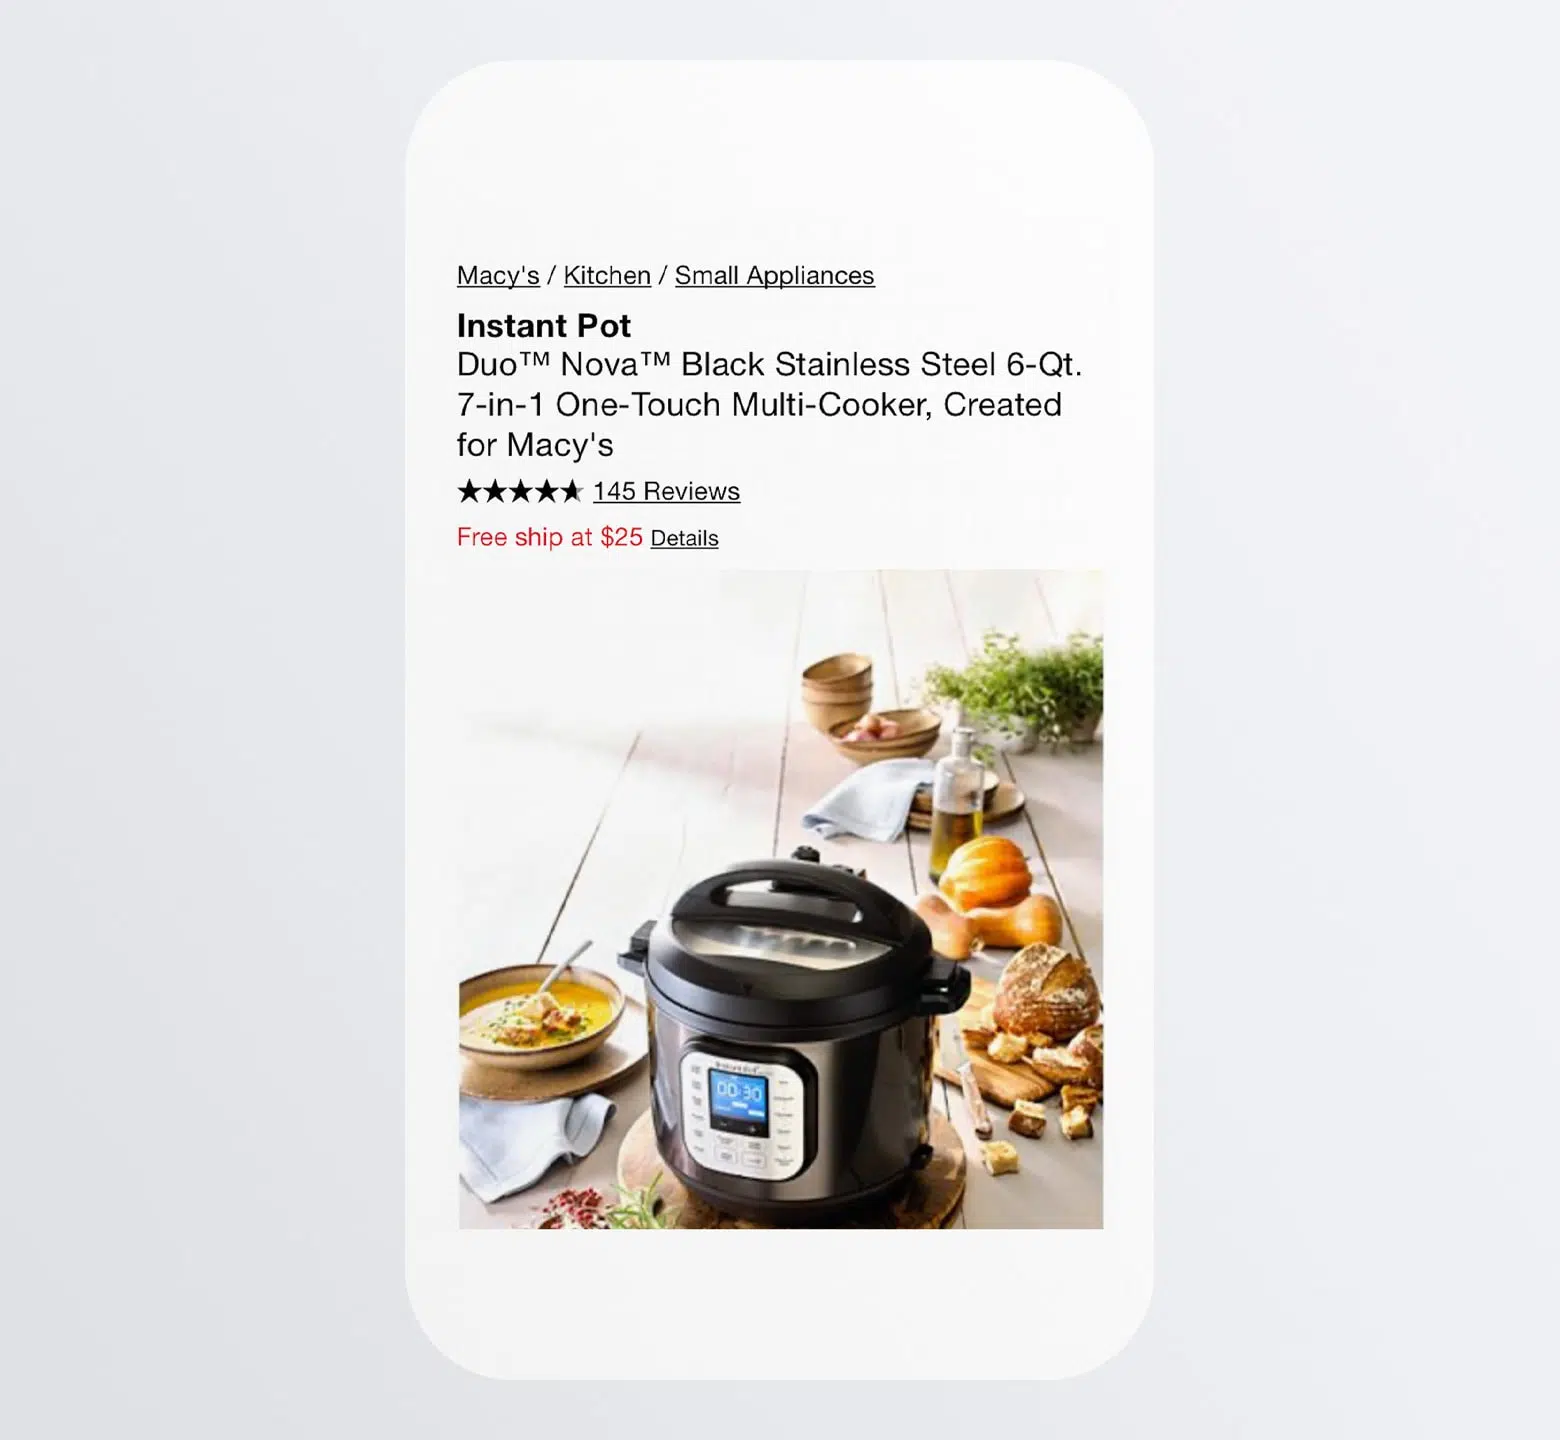 Macy's / Kitchen / Small Appliances
Instant Pot
Duo™ Nova™ Black Stainless Steel 6-Qt.
7-in-1 One-Touch Multi-Cooker, Created
for Macy's
145 Reviews
Free ship at $25 Details
00:30